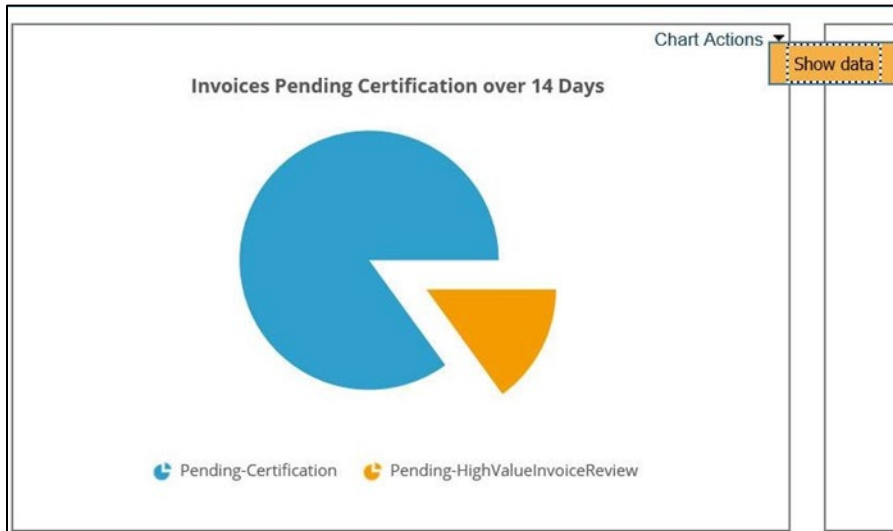 Chart Actions
Show data
Invoices Pending Certification over 14 Days
Pending-Certification
Pending-HighValueInvoiceReview